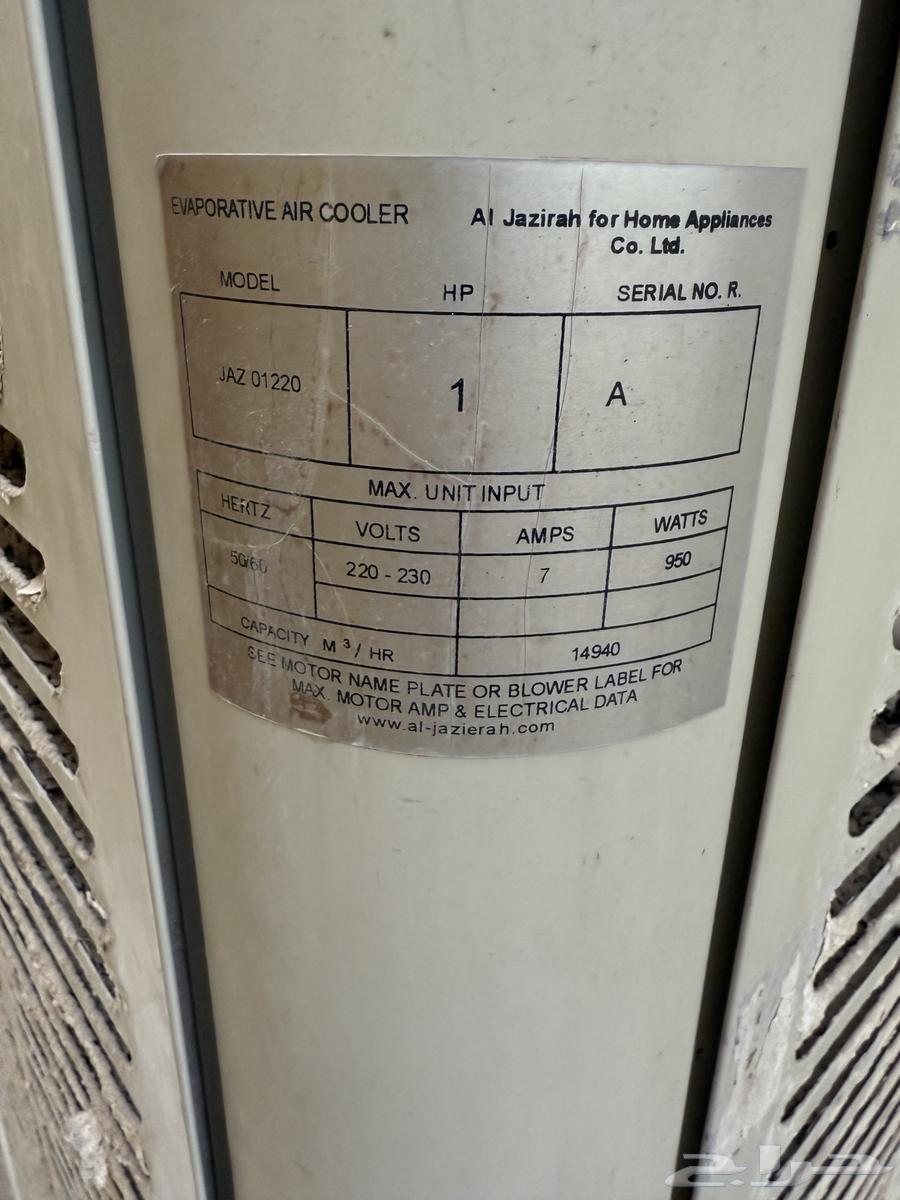 EVAPORATIVE AIR COOLER
Al Jazirah for Home Appliances
Co. Ltd.
MODEL HP SERIAL NO. R.
JAZ 01220 1 A
MAX. UNIT INPUT
HERTZ VOLTS AMPS WATTS
50/60 220 - 230 7 950
CAPACITY M³/ HR 14940
SEE MOTOR NAME PLATE OR BLOWER LABEL FOR
MAX. MOTOR AMP & ELECTRICAL DATA
www.al-jazierah.com
حراج